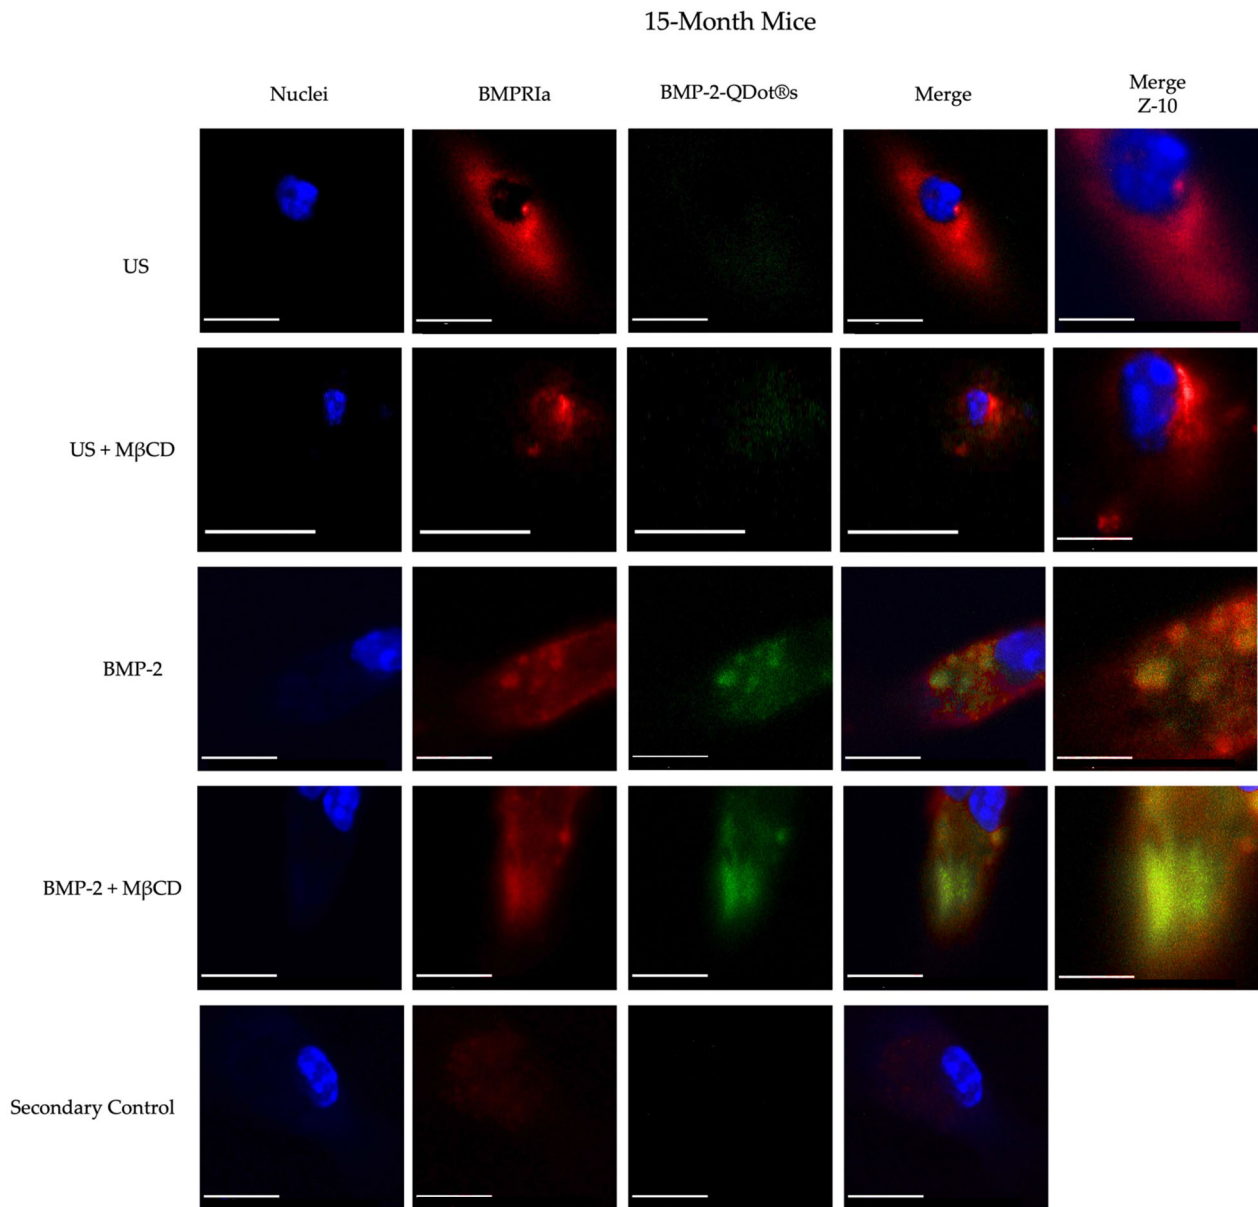 15-Month Mice
Nuclei
BMPRIa
BMP-2-QDot®s
Merge
Merge
Z-10
US
US + MβCD
BMP-2
BMP-2 + MβCD
Secondary Control